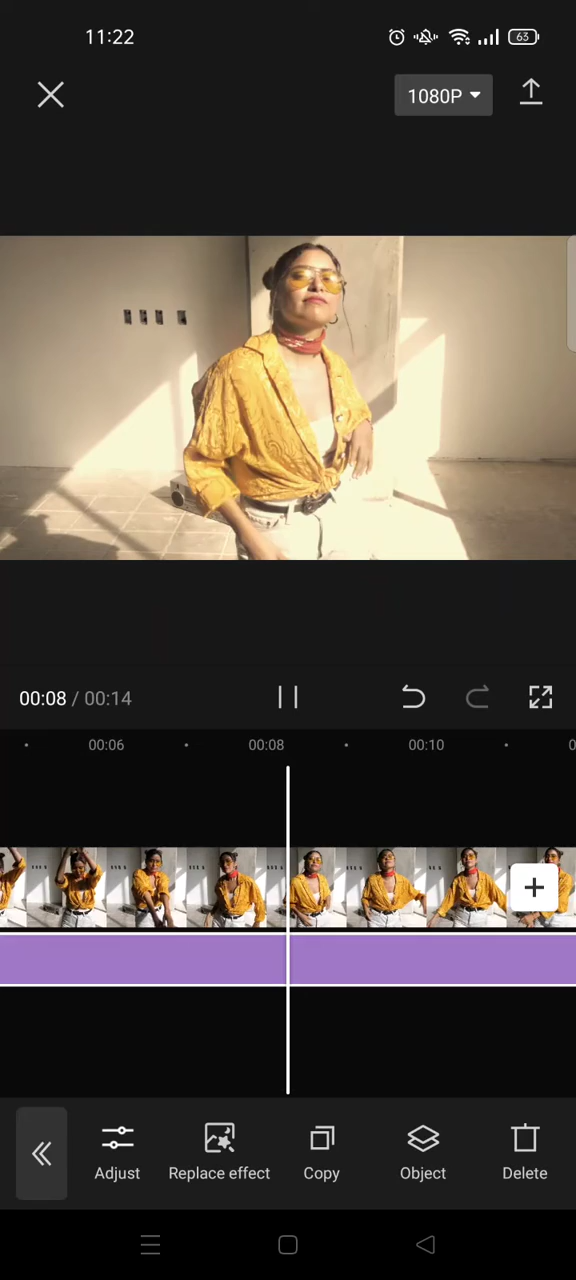 11:22
63
1080P
00:08 / 00:14
00:06
00:08
00:10
Adjust
Replace effect
Copy
Object
Delete